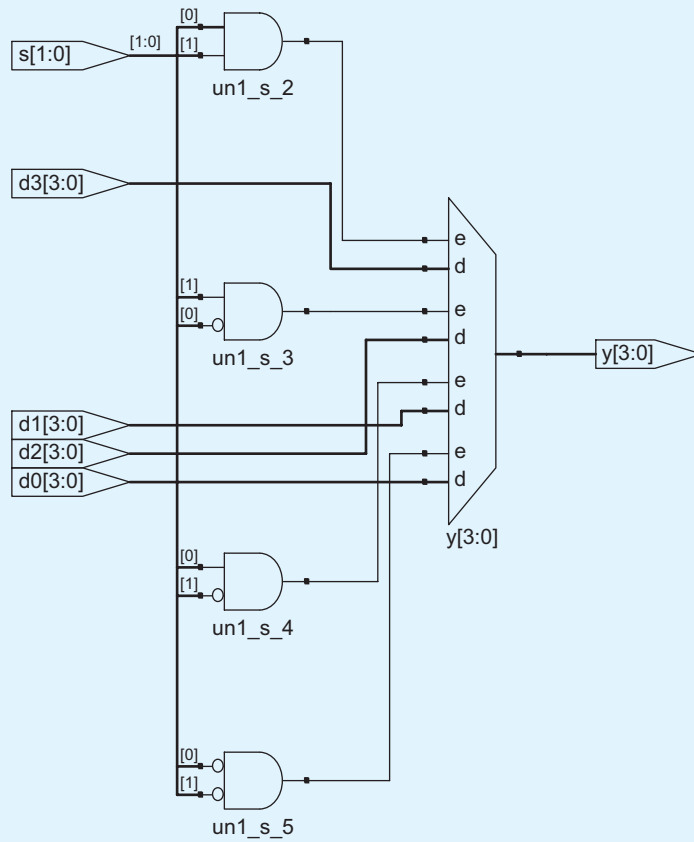 [0]
s[1:0]
[1:0]
[1]
un1_s_2
d3[3:0]
e
d
[1]
[0]
un1_s_3
e
d
y[3:0]
e
d
d1[3:0]
d2[3:0]
d0[3:0]
e
d
y[3:0]
[0]
[1]
un1_s_4
[0]
[1]
un1_s_5